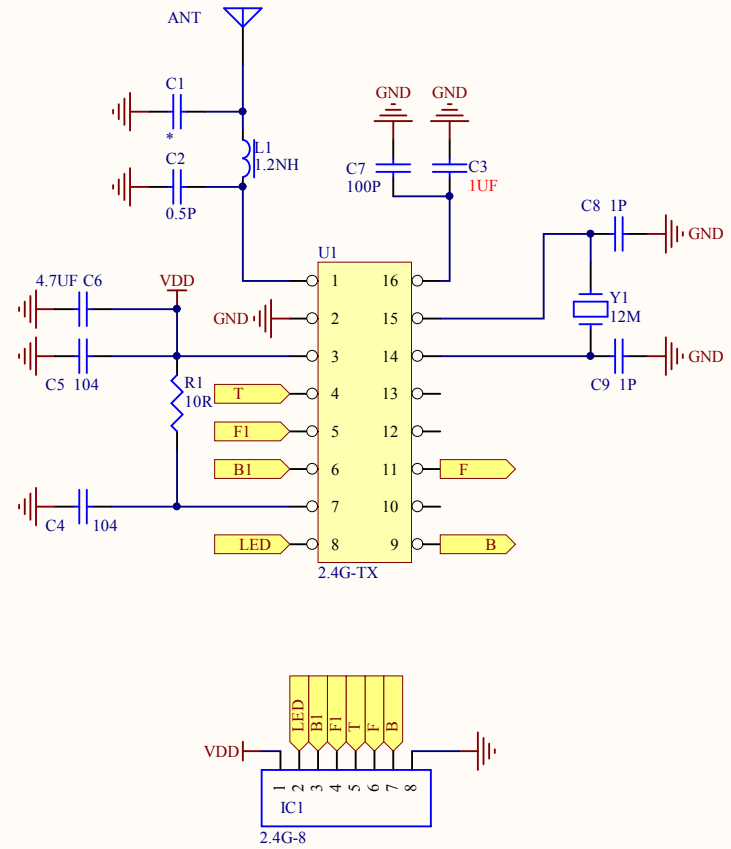 ANT
C1
*
L1
1.2NH
C2
0.5P
GND GND
C7
100P
C3
1UF
C8 1P
GND
Y1
12M
GND
C9 1P
U1
4.7UF C6
VDD
GND
C5 104
R1
10R
C4 104
1 16
2 15
3 14
T 4 13
F1 5 12
B1 6 11 F
7 10
LED 8 9 B
2.4G-TX
LED B1 F1 T F B
VDD
1 2 3 4 5 6 7 8
IC1
2.4G-8